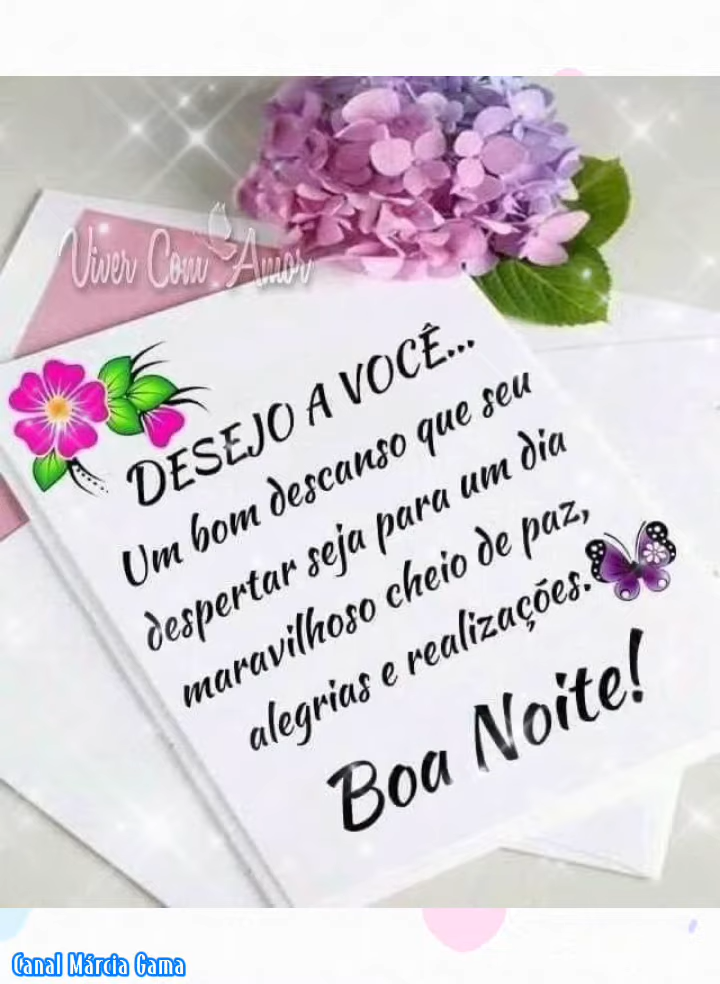 Viver Com Amor
DESEJO A VOCÊ...
Um bom descanso que seu
despertar seja para um dia
maravilhoso cheio de paz,
alegrias e realizações.
Boa Noite!
Canal Márcia Gama